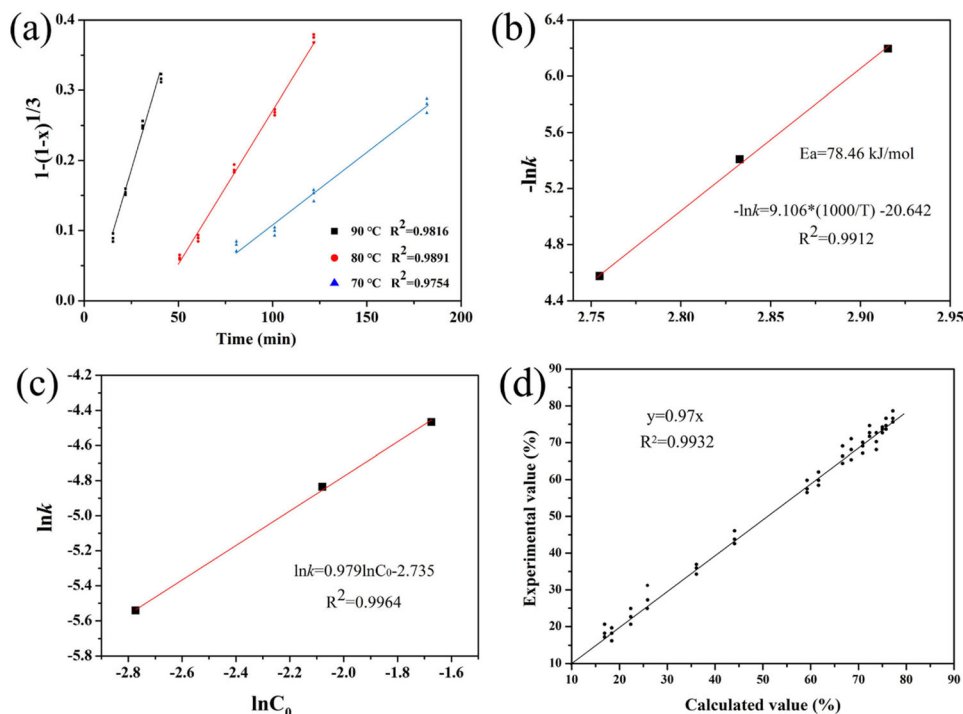 (a)
0.4
0.3
0.2
0.1
0.0
1-(1-x)^1/3
90 °C R²=0.9816
80 °C R²=0.9891
70 °C R²=0.9754
0 50 100 150 200
Time (min)
(b)
6.8
6.2
5.6
5.2
4.6
4.4
-lnk
Ea=78.46 kJ/mol
-lnk=9.106*(1000/T) -20.642
R²=0.9912
2.75 2.80 2.85 2.90 2.95
(c)
-4.2
-4.4
-4.6
-4.8
-5.0
-5.2
-5.4
-5.6
-5.8
lnk
lnk=0.979lnC₀-2.735
R²=0.9964
-2.8 -2.6 -2.4 -2.2 -2.0 -1.8 -1.6
lnC₀
(d)
90
80
70
60
50
40
30
20
10
Experimental value (%)
y=0.97x
R²=0.9932
10 20 30 40 50 60 70 80 90
Calculated value (%)